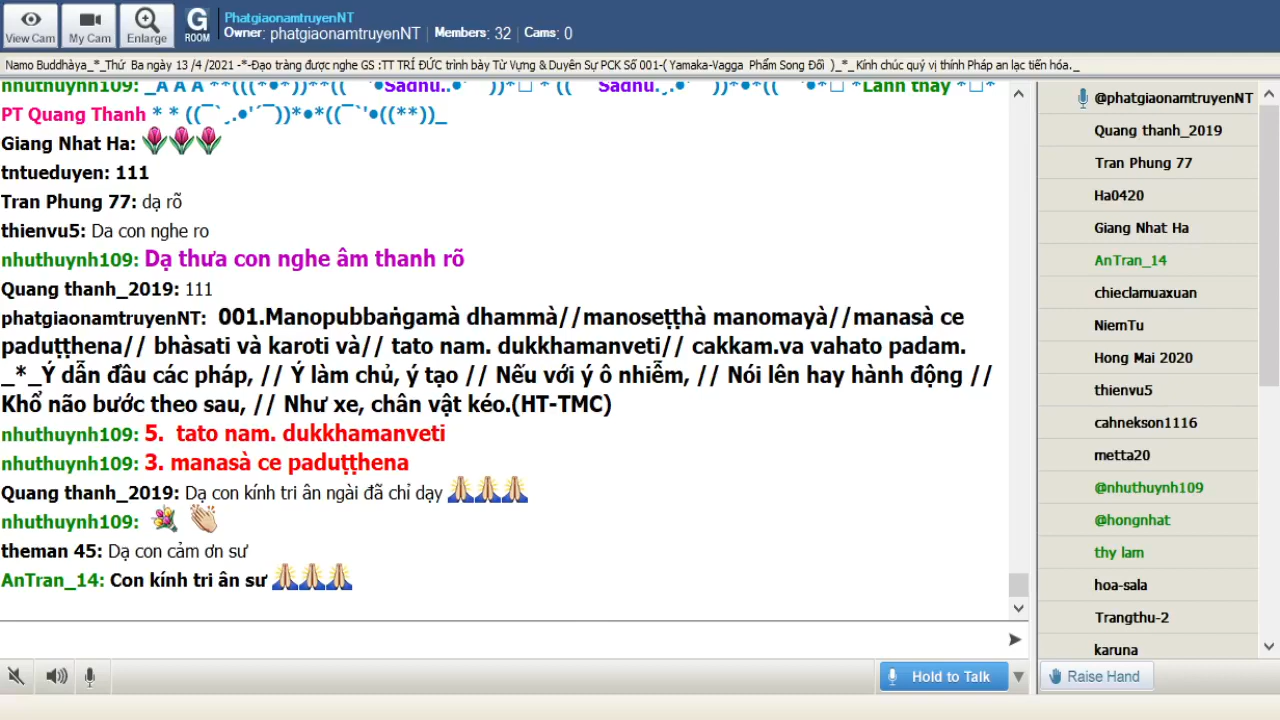 View Cam
My Cam
Enlarge
G
ROOM
PhatgiaonamtruyenNT
Owner: phatgiaonamtruyenNT | Members: 32 | Cams: 0
Namo Buddhàya_*_Thứ Ba ngày 13 /4 /2021 -*-Đạo tràng được nghe GS :TT TRÍ ĐỨC trình bày Từ Vựng & Duyên Sự PCK Số 001-( Yamaka-Vagga Phẩm Song Đối )_*_ Kính chúc quý vị thính Pháp an lạc tiến hóa._
nhuthuynh109:
PT Quang Thanh
Giang Nhat Ha:
tntueduyen: 111
Tran Phung 77: dạ rõ
thienvu5: Da con nghe ro
nhuthuynh109: Dạ thưa con nghe âm thanh rõ
Quang thanh_2019: 111
phatgiaonamtruyenNT: 001.Manopubbaṅgamà dhammà//manoseṭṭhà manomayà//manasà ce
paduṭṭhena// bhàsati và karoti và// tato nam. dukkhamanveti// cakkam.va vahato padam.
_*_Ý dẫn đầu các pháp, // Ý làm chủ, ý tạo // Nếu với ý ô nhiễm, // Nói lên hay hành động //
Khổ não bước theo sau, // Như xe, chân vật kéo.(HT-TMC)
nhuthuynh109: 5. tato nam. dukkhamanveti
nhuthuynh109: 3. manasà ce paduṭṭhena
Quang thanh_2019: Dạ con kính tri ân ngài đã chỉ dạy
nhuthuynh109:
theman 45: Dạ con cảm ơn sư
AnTran_14: Con kính tri ân sư
Hold to Talk
@phatgiaonamtruyenNT
Quang thanh_2019
Tran Phung 77
Ha0420
Giang Nhat Ha
AnTran_14
chieclamuaxuan
NiemTu
Hong Mai 2020
thienvu5
cahnekson1116
metta20
@nhuthuynh109
@hongnhat
thy lam
hoa-sala
Trangthu-2
karuna
Raise Hand